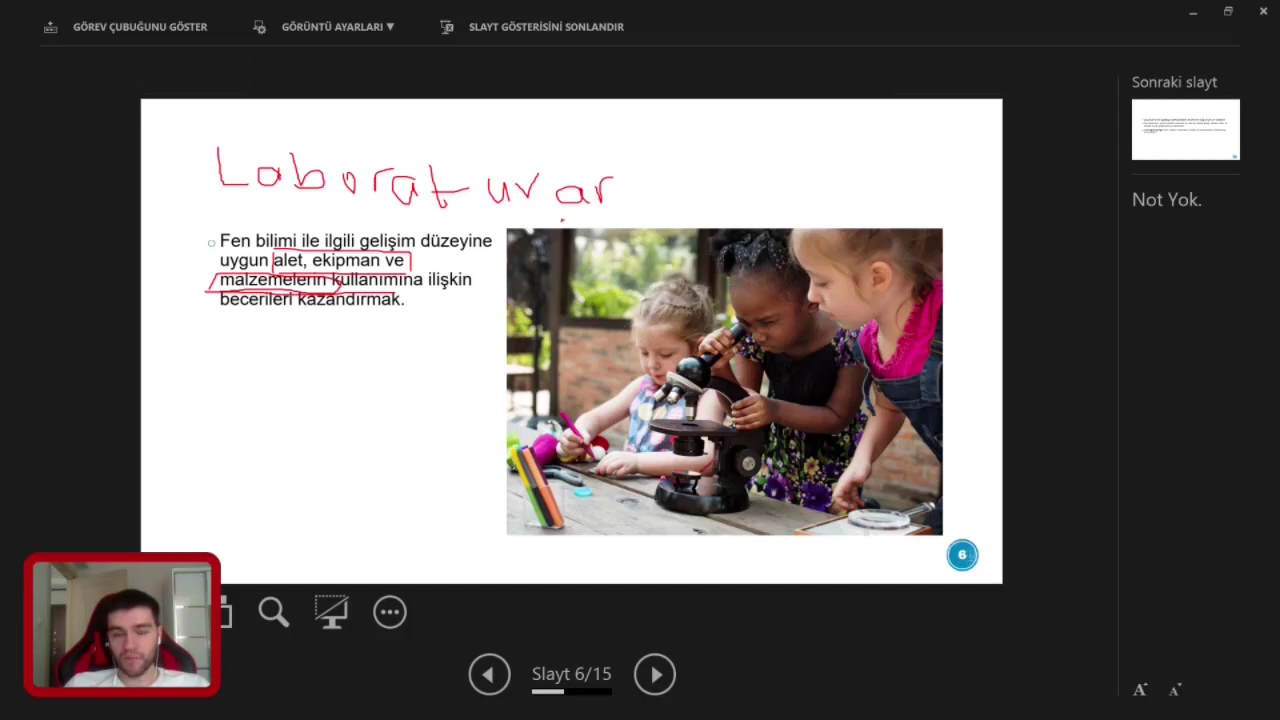 GÖREV ÇUBUĞUNU GÖSTER
GÖRÜNTÜ AYARLARI ▼
SLAYT GÖSTERİSİNİ SONLANDIR
Sonraki slayt
Not Yok.
Laboratuvar
Fen bilimi ile ilgili gelişim düzeyine
uygun alet, ekipman ve
malzemelerin kullanımına ilişkin
becerileri kazandırmak.
6
Slayt 6/15
A A